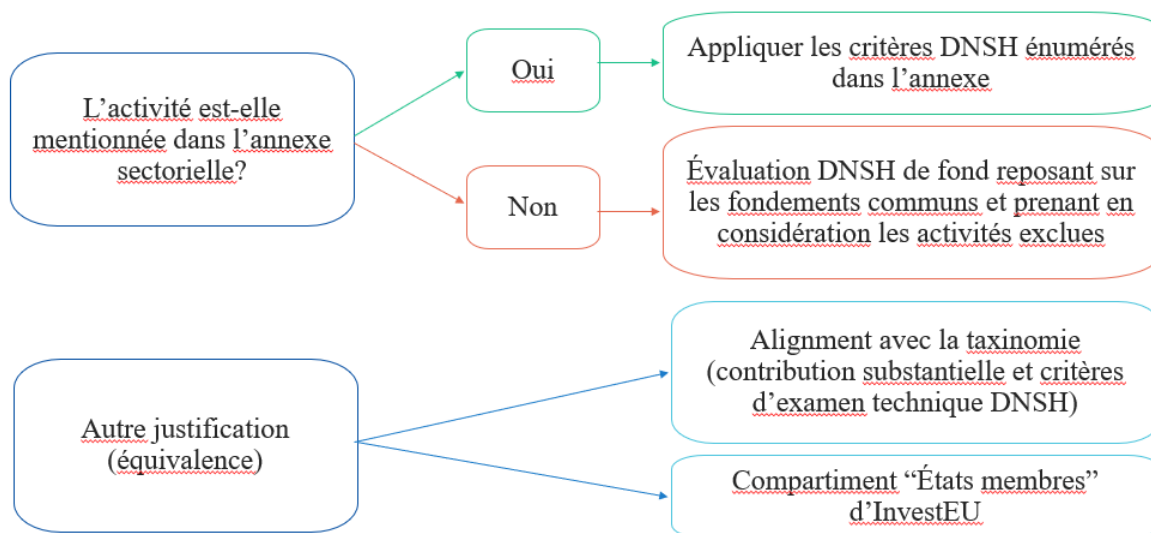 L’activité est-elle
mentionnée dans l’annexe
sectorielle?
Oui
Appliquer les critères DNSH énumérés
dans l’annexe
Non
Évaluation DNSH de fond reposant sur
les fondements communs et prenant en
considération les activités exclues
Autre justification
(équivalence)
Alignment avec la taxinomie
(contribution substantielle et critères
d’examen technique DNSH)
Compartiment “États membres”
d’InvestEU